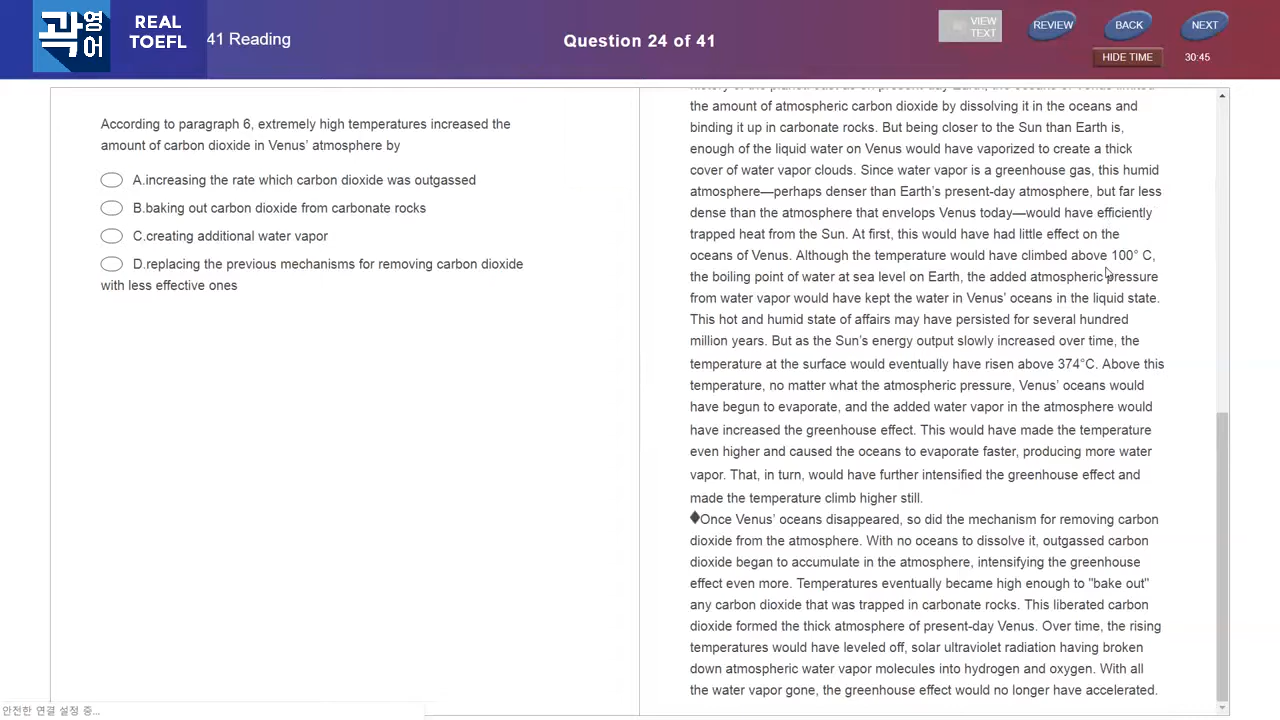 곽영어
REAL
TOEFL
41 Reading
Question 24 of 41
VIEW
TEXT
REVIEW
BACK
NEXT
HIDE TIME
30:45
According to paragraph 6, extremely high temperatures increased the
amount of carbon dioxide in Venus’ atmosphere by
A.increasing the rate which carbon dioxide was outgassed
B.baking out carbon dioxide from carbonate rocks
C.creating additional water vapor
D.replacing the previous mechanisms for removing carbon dioxide
with less effective ones
the amount of atmospheric carbon dioxide by dissolving it in the oceans and
binding it up in carbonate rocks. But being closer to the Sun than Earth is,
enough of the liquid water on Venus would have vaporized to create a thick
cover of water vapor clouds. Since water vapor is a greenhouse gas, this humid
atmosphere—perhaps denser than Earth’s present-day atmosphere, but far less
dense than the atmosphere that envelops Venus today—would have efficiently
trapped heat from the Sun. At first, this would have had little effect on the
oceans of Venus. Although the temperature would have climbed above 100° C,
the boiling point of water at sea level on Earth, the added atmospheric pressure
from water vapor would have kept the water in Venus’ oceans in the liquid state.
This hot and humid state of affairs may have persisted for several hundred
million years. But as the Sun’s energy output slowly increased over time, the
temperature at the surface would eventually have risen above 374°C. Above this
temperature, no matter what the atmospheric pressure, Venus’ oceans would
have begun to evaporate, and the added water vapor in the atmosphere would
have increased the greenhouse effect. This would have made the temperature
even higher and caused the oceans to evaporate faster, producing more water
vapor. That, in turn, would have further intensified the greenhouse effect and
made the temperature climb higher still.
♦Once Venus’ oceans disappeared, so did the mechanism for removing carbon
dioxide from the atmosphere. With no oceans to dissolve it, outgassed carbon
dioxide began to accumulate in the atmosphere, intensifying the greenhouse
effect even more. Temperatures eventually became high enough to "bake out"
any carbon dioxide that was trapped in carbonate rocks. This liberated carbon
dioxide formed the thick atmosphere of present-day Venus. Over time, the rising
temperatures would have leveled off, solar ultraviolet radiation having broken
down atmospheric water vapor molecules into hydrogen and oxygen. With all
the water vapor gone, the greenhouse effect would no longer have accelerated.
안전한 연결 설정 중...